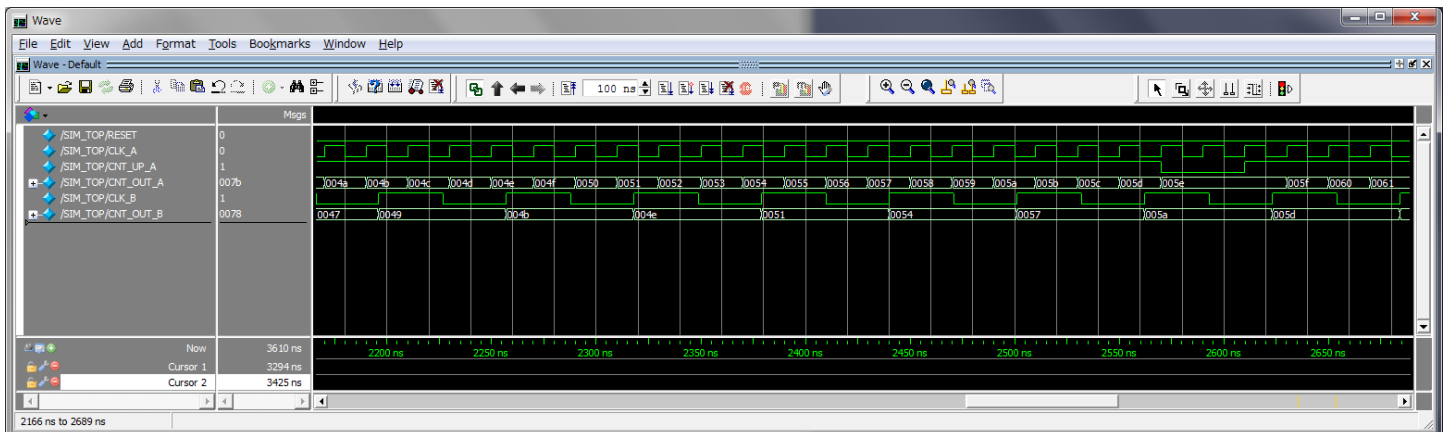 Wave
File Edit View Add Format Tools Bookmarks Window Help
Wave - Default
100 ns
Msgs
/SIM_TOP/RESET 0
/SIM_TOP/CLK_A 0
/SIM_TOP/CNT_UP_A 1
/SIM_TOP/CNT_OUT_A 007b 004a 004b 004c 004d 004e 004f 0050 0051 0052 0053 0054 0055 0056 0057 0058 0059 005a 005b 005c 005d 005e 005f 0060 0061
/SIM_TOP/CLK_B 1
/SIM_TOP/CNT_OUT_B 0078 0047 0049 004b 004e 0051 0054 0057 005a 005d
Now 3610 ns 2200 ns 2250 ns 2300 ns 2350 ns 2400 ns 2450 ns 2500 ns 2550 ns 2600 ns 2650 ns
Cursor 1 3294 ns
Cursor 2 3425 ns
2166 ns to 2689 ns